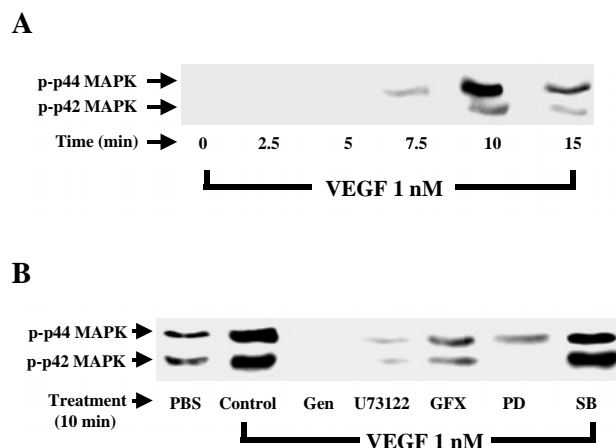 A
p-p44 MAPK
p-p42 MAPK
Time (min) 0 2.5 5 7.5 10 15
VEGF 1 nM
B
p-p44 MAPK
p-p42 MAPK
Treatment PBS Control Gen U73122 GFX PD SB
(10 min)
VEGF 1 nM